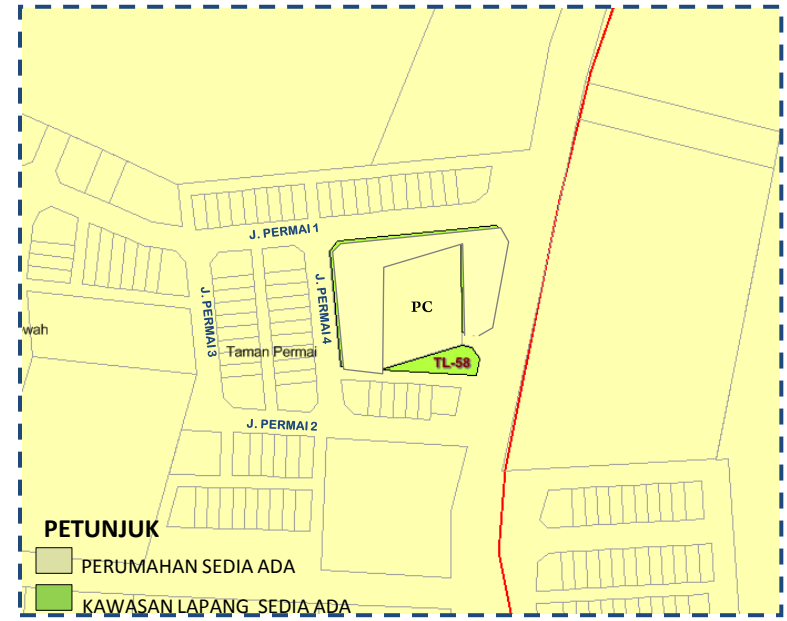 J. PERMAI 1
J. PERMAI 4
J. PERMAI 3
PC
wah
Taman Permai
TL-58
J. PERMAI 2
PETUNJUK
PERUMAHAN SEDIA ADA
KAWASAN LAPANG SEDIA ADA